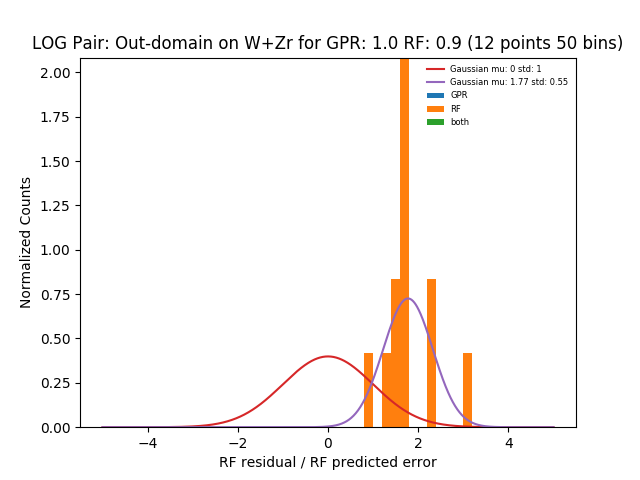 LOG Pair: Out-domain on W+Zr for GPR: 1.0 RF: 0.9 (12 points 50 bins)
Gaussian mu: 0 std: 1
Gaussian mu: 1.77 std: 0.55
GPR
RF
both
Normalized Counts
2.00
1.75
1.50
1.25
1.00
0.75
0.50
0.25
0.00
−4
−2
0
2
4
RF residual / RF predicted error